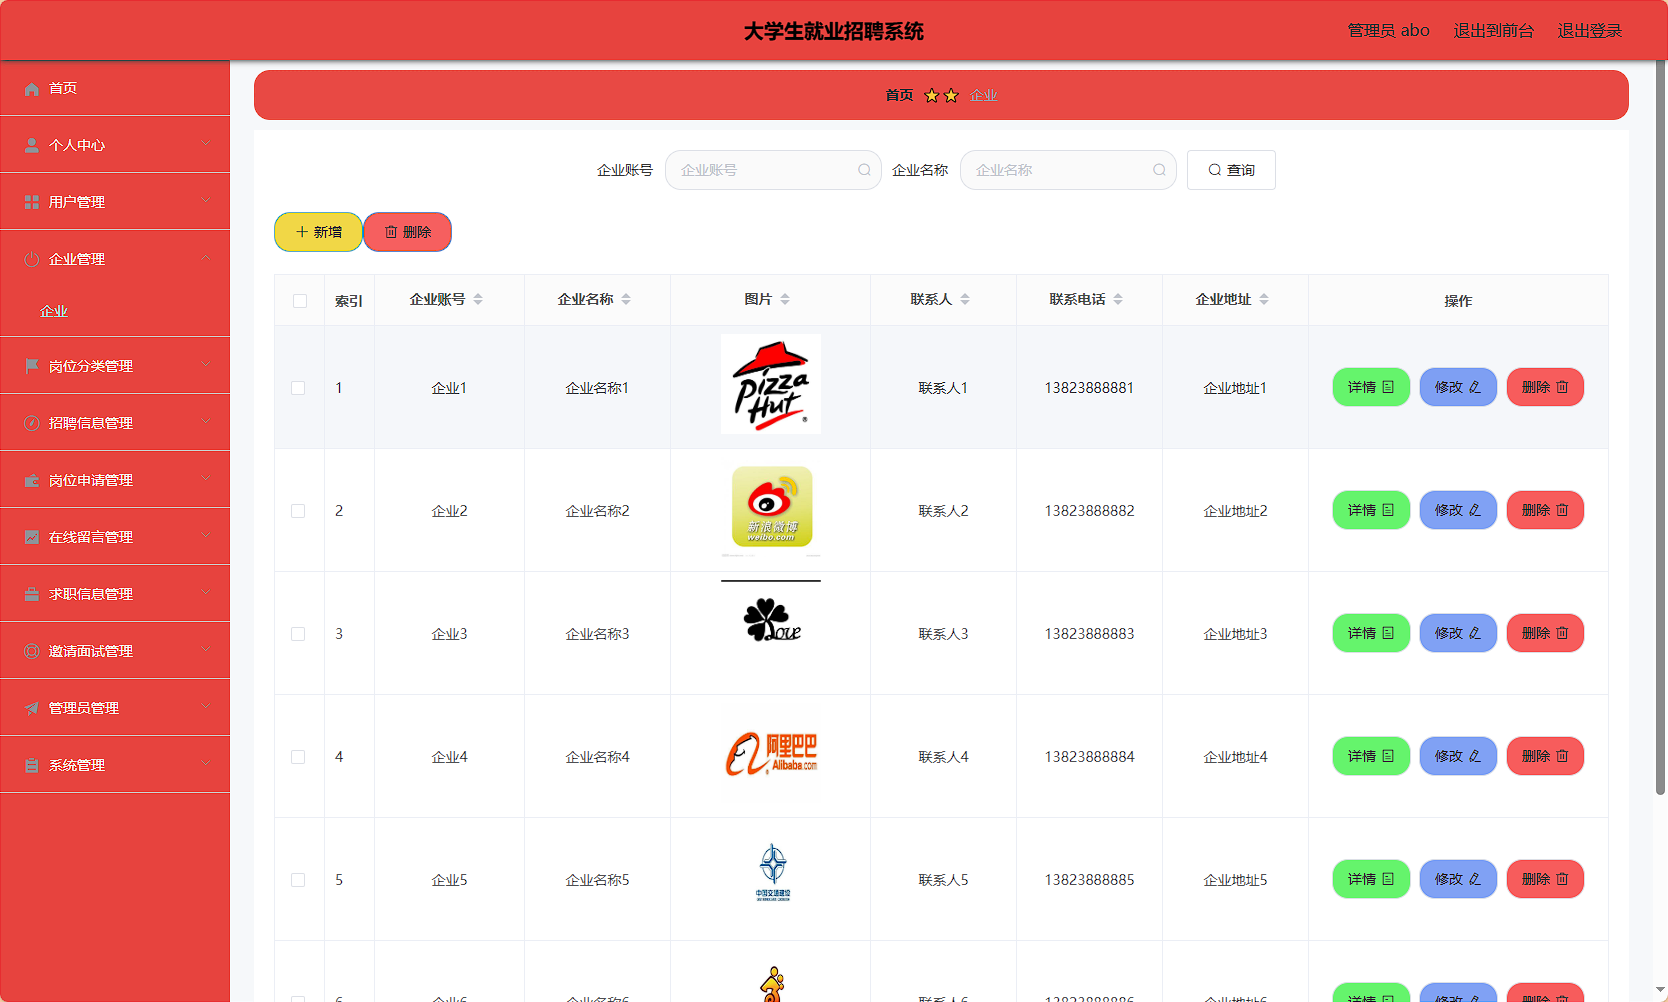 大学生就业招聘系统
管理员 abo 退出到前台 退出登录
首页
个人中心
用户管理
企业管理
企业
岗位分类管理
招聘信息管理
岗位申请管理
在线留言管理
求职信息管理
邀请面试管理
管理员管理
系统管理
首页 企业
企业账号 企业账号 企业名称 企业名称 查询
新增 删除
索引 企业账号 企业名称 图片 联系人 联系电话 企业地址 操作
1 企业1 企业名称1 联系人1 13823888881 企业地址1 详情 修改 删除
Pizza
Hut
2 企业2 企业名称2 联系人2 13823888882 企业地址2 详情 修改 删除
新浪微博
weibo.com
3 企业3 企业名称3 联系人3 13823888883 企业地址3 详情 修改 删除
Love
4 企业4 企业名称4 联系人4 13823888884 企业地址4 详情 修改 删除
阿里巴巴
Alibaba.com
5 企业5 企业名称5 联系人5 13823888885 企业地址5 详情 修改 删除
中国交通建设
6 企业6 企业名称6 联系人6 13823888886 企业地址6 详情 修改 删除